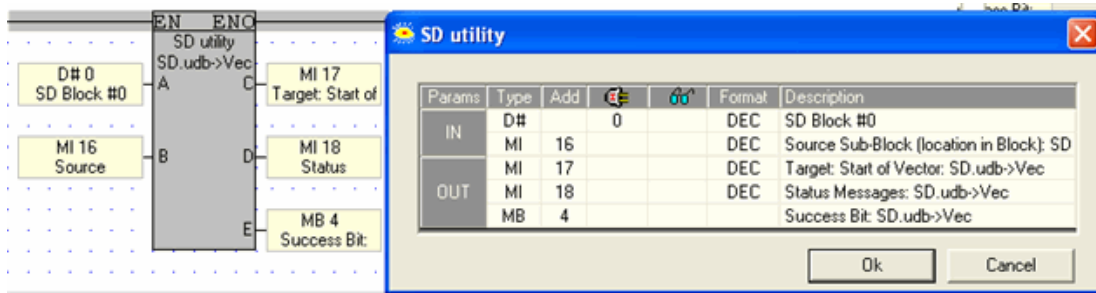 EN ENO
SD utility
SD.udb->Vec
D# 0
SD Block #0
A
C
MI 17
Target: Start of
MI 16
Source
B
D
MI 18
Status
E
MB 4
Success Bit:
SD utility
Params Type Add Format Description
IN
D# 0 DEC SD Block #0
MI 16 DEC Source Sub-Block (location in Block): SD
OUT
MI 17 DEC Target: Start of Vector: SD.udb->Vec
MI 18 DEC Status Messages: SD.udb->Vec
MB 4 Success Bit: SD.udb->Vec
Ok
Cancel